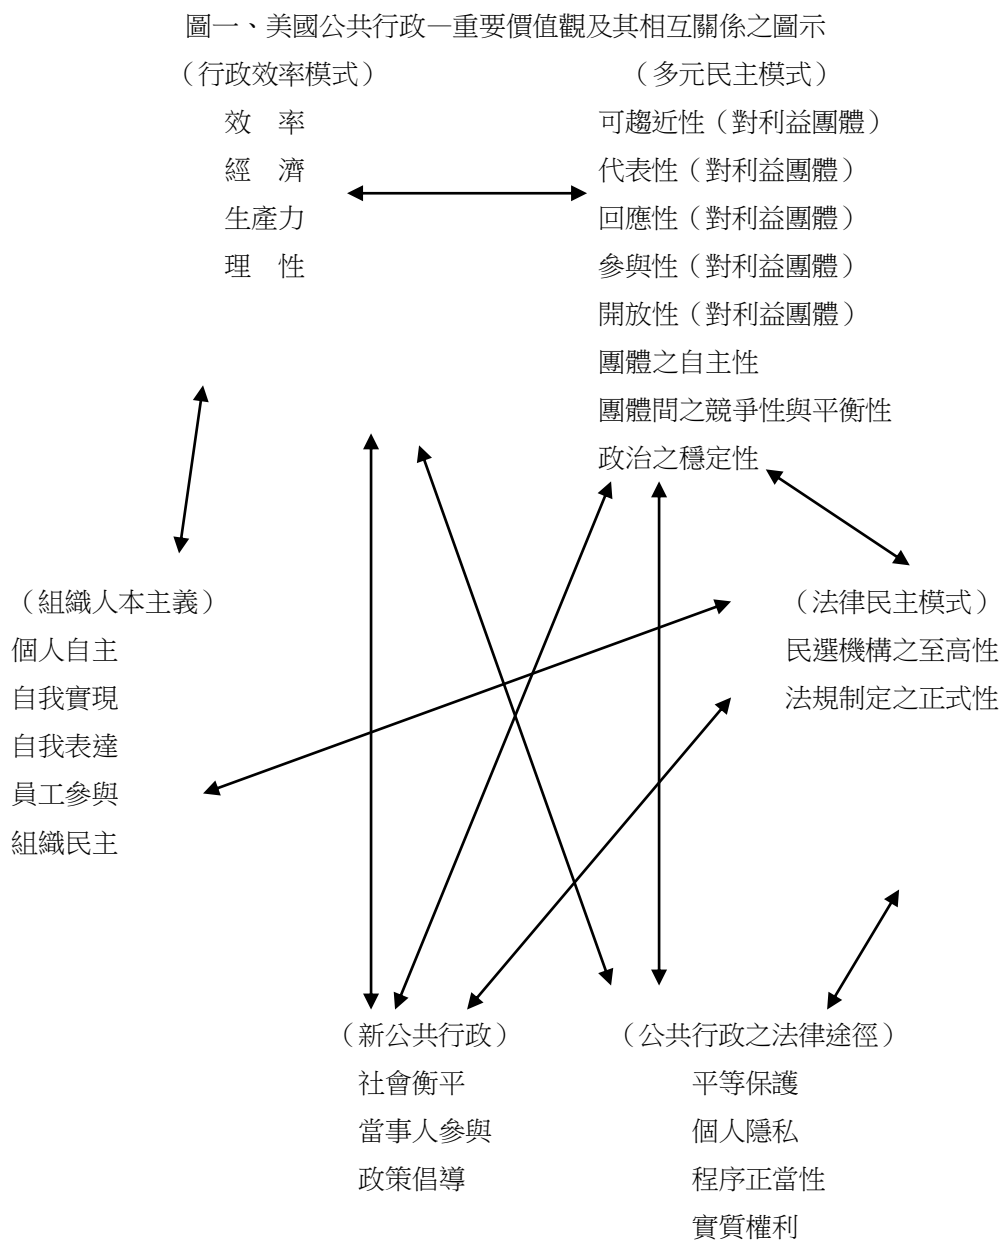 圖一、美國公共行政—重要價值觀及其相互關係之圖示
（行政效率模式）
效　率
經　濟
生產力
理　性
（多元民主模式）
可趨近性（對利益團體）
代表性（對利益團體）
回應性（對利益團體）
參與性（對利益團體）
開放性（對利益團體）
團體之自主性
團體間之競爭性與平衡性
政治之穩定性
（組織人本主義）
個人自主
自我實現
自我表達
員工參與
組織民主
（法律民主模式）
民選機構之至高性
法規制定之正式性
（新公共行政）
社會衡平
當事人參與
政策倡導
（公共行政之法律途徑）
平等保護
個人隱私
程序正當性
實質權利